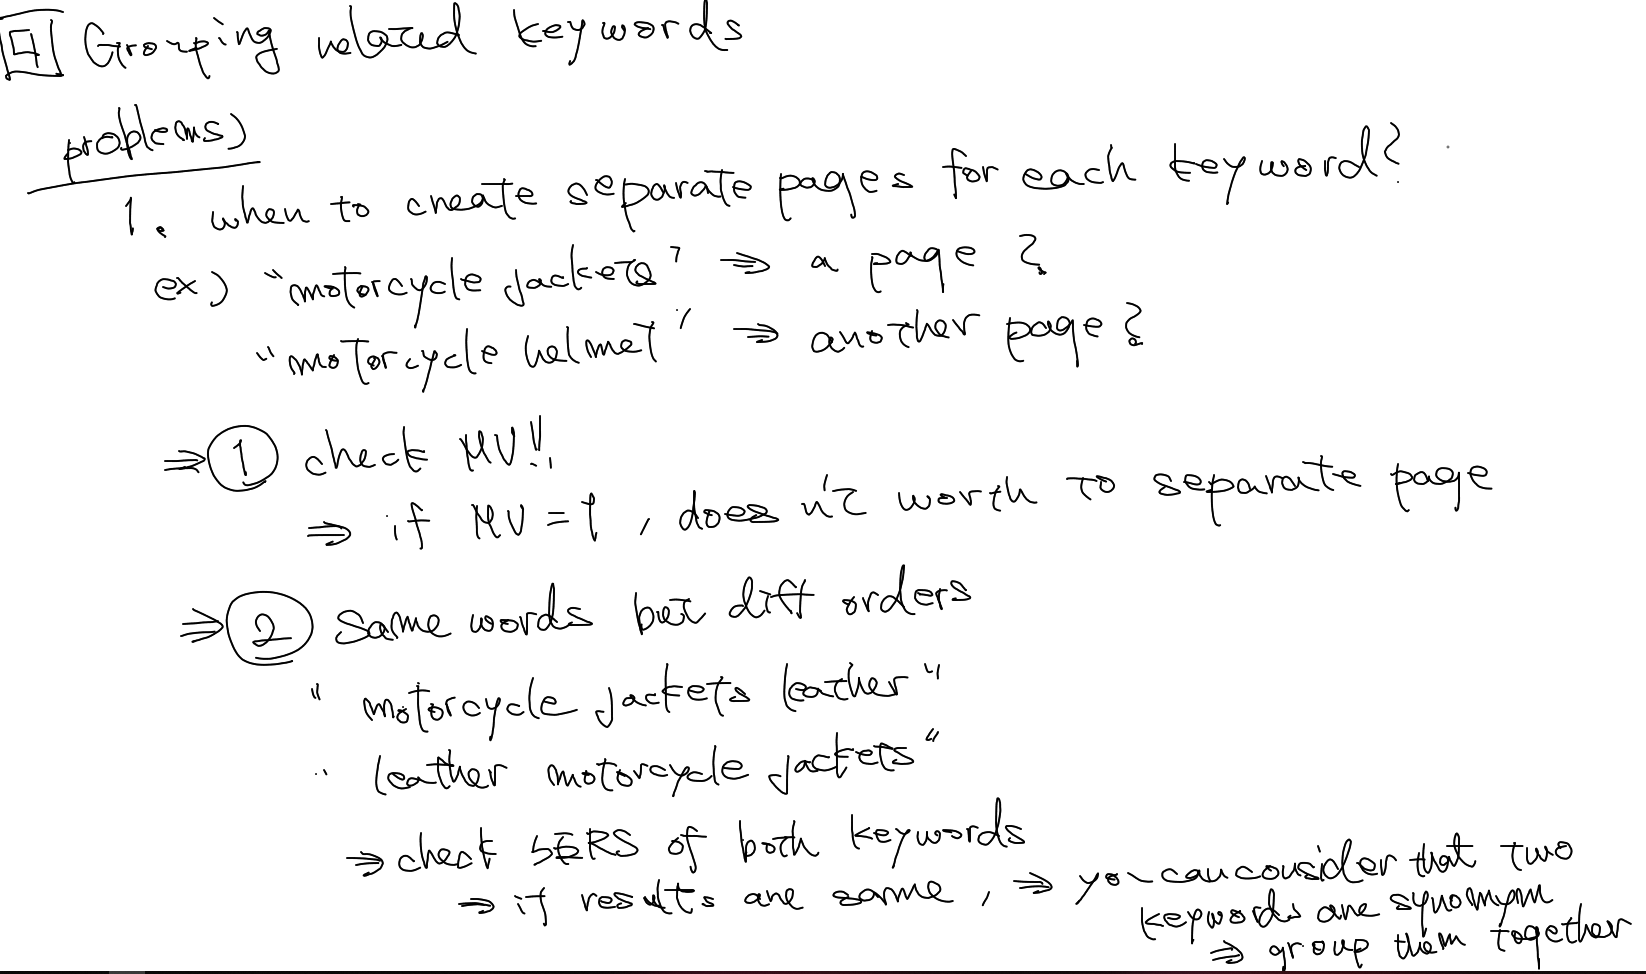 4 Grouping related keywords
problems)
1. when to create separate pages for each keyword?
ex) "motorcycle jackets" ⇒ a page ?
"motorcycle helmet" ⇒ another page ?
⇒ ① check MV!!
⇒ if MV = 1, doesn't worth to separate page
⇒ ② Same words but diff orders
" motorcycle jackets leather "
" leather motorcycle jackets "
⇒ check SERS of both keywords
⇒ if results are same, ⇒ you can consider that two
keywords are synomym
⇒ group them together